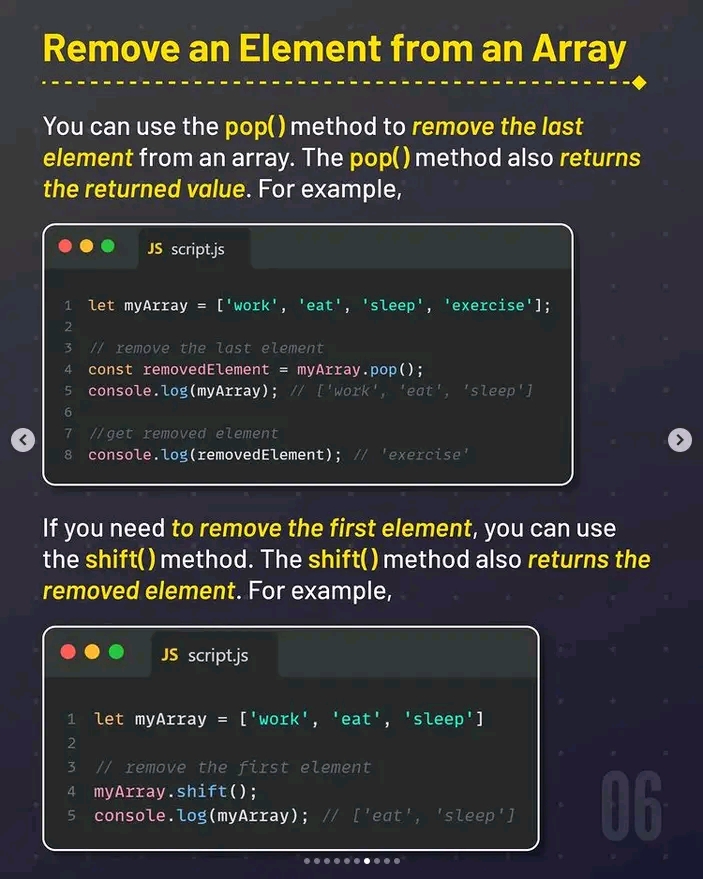 Remove an Element from an Array
You can use the pop() method to remove the last
element from an array. The pop() method also returns
the returned value. For example,
JS script.js
1 let myArray = ['work', 'eat', 'sleep', 'exercise'];
2
3 // remove the last element
4 const removedElement = myArray.pop();
5 console.log(myArray); // ['work', 'eat', 'sleep']
6
7 //get removed element
8 console.log(removedElement); // 'exercise'
If you need to remove the first element, you can use
the shift() method. The shift() method also returns the
removed element. For example,
JS script.js
1 let myArray = ['work', 'eat', 'sleep']
2
3 // remove the first element
4 myArray.shift();
5 console.log(myArray); // ['eat', 'sleep']
06